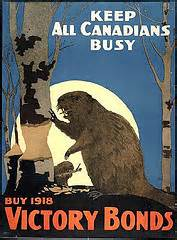 KEEP
ALL CANADIANS
BUSY
BUY 1918
VICTORY BONDS